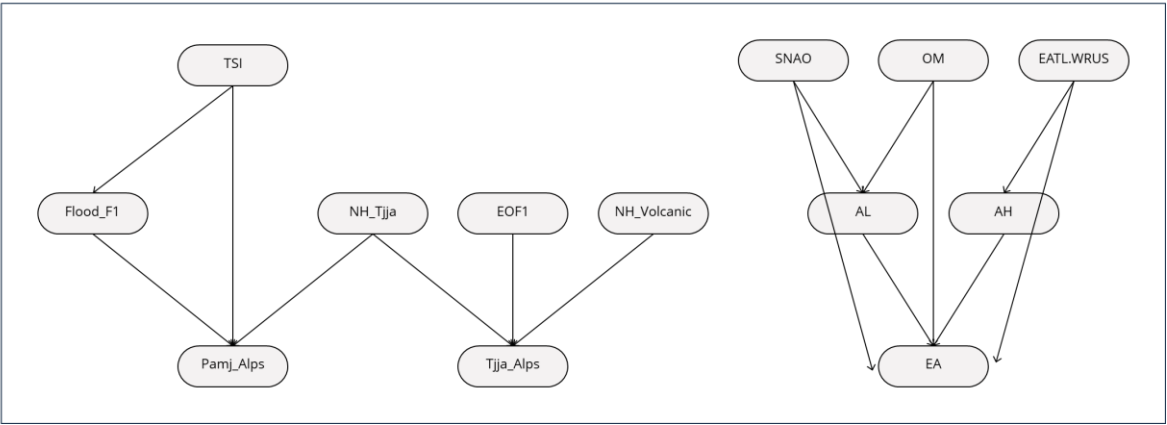 TSI
SNAO
OM
EATL.WRUS
Flood_F1
NH_Tjja
EOF1
NH_Volcanic
AL
AH
Pamj_Alps
Tjja_Alps
EA